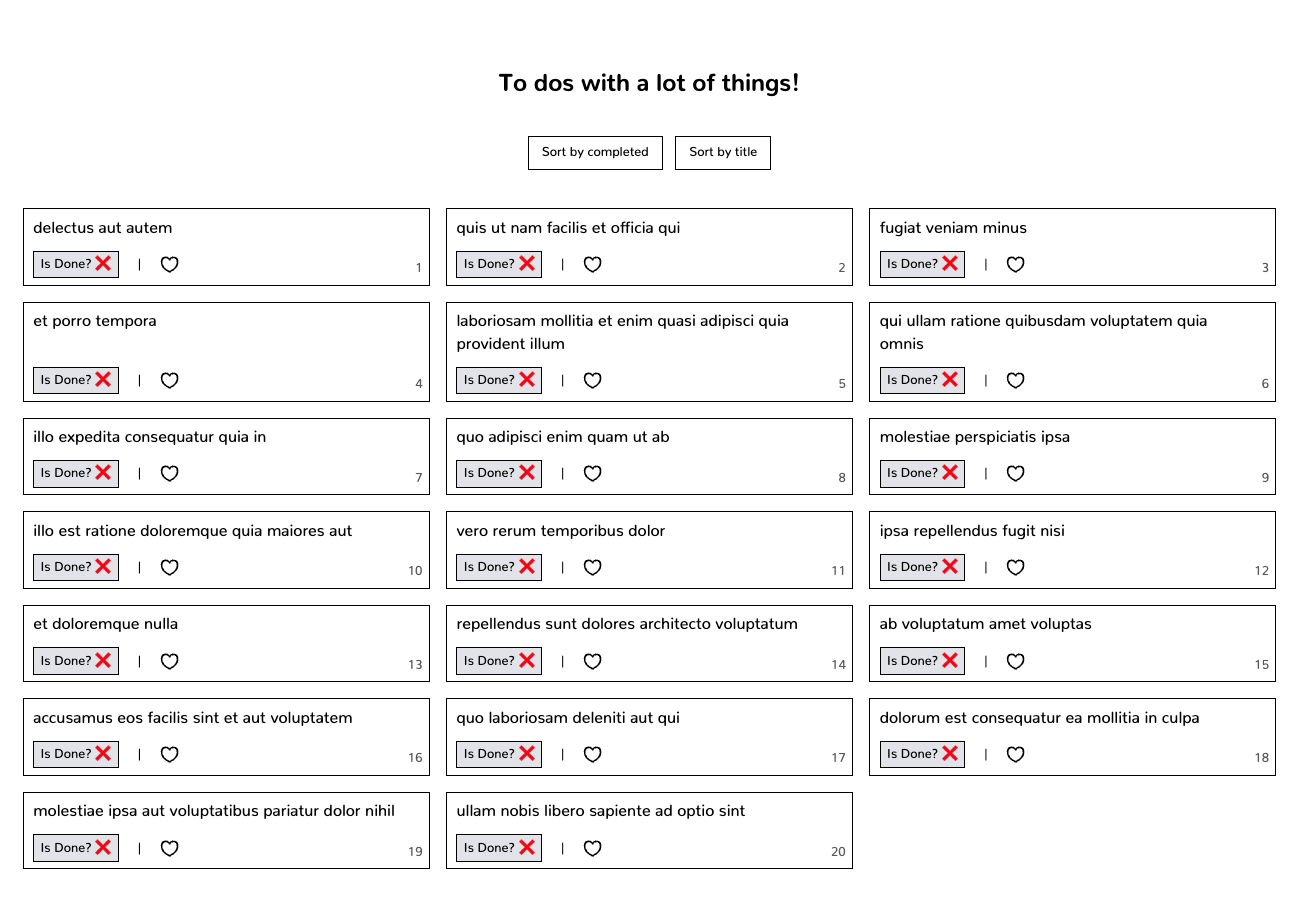 To dos with a lot of things!
Sort by completed
Sort by title
delectus aut autem
Is Done? ❌ | 1
quis ut nam facilis et officia qui
Is Done? ❌ | 2
fugiat veniam minus
Is Done? ❌ | 3
et porro tempora
Is Done? ❌ | 4
laboriosam mollitia et enim quasi adipisci quia
provident illum
Is Done? ❌ | 5
qui ullam ratione quibusdam voluptatem quia
omnis
Is Done? ❌ | 6
illo expedita consequatur quia in
Is Done? ❌ | 7
quo adipisci enim quam ut ab
Is Done? ❌ | 8
molestiae perspiciatis ipsa
Is Done? ❌ | 9
illo est ratione doloremque quia maiores aut
Is Done? ❌ | 10
vero rerum temporibus dolor
Is Done? ❌ | 11
ipsa repellendus fugit nisi
Is Done? ❌ | 12
et doloremque nulla
Is Done? ❌ | 13
repellendus sunt dolores architecto voluptatum
Is Done? ❌ | 14
ab voluptatum amet voluptas
Is Done? ❌ | 15
accusamus eos facilis sint et aut voluptatem
Is Done? ❌ | 16
quo laboriosam deleniti aut qui
Is Done? ❌ | 17
dolorum est consequatur ea mollitia in culpa
Is Done? ❌ | 18
molestiae ipsa aut voluptatibus pariatur dolor nihil
Is Done? ❌ | 19
ullam nobis libero sapiente ad optio sint
Is Done? ❌ | 20